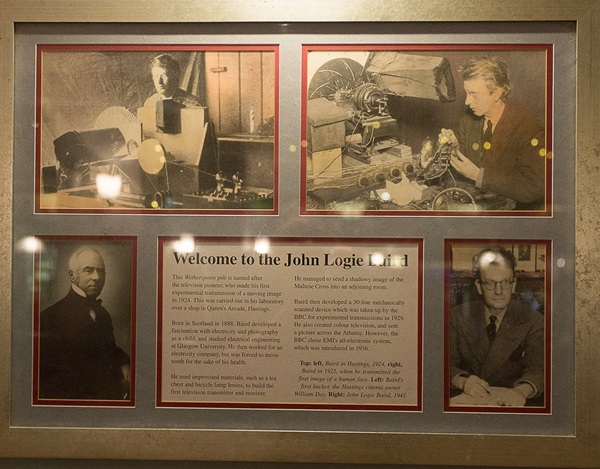 Welcome to the John Logie Baird
This Wetherspoon pub is named after
the television pioneer, who made his first
experimental transmission of a moving image
in 1924. This was carried out in his laboratory
over a shop in Queen's Arcade, Hastings.
Born in Scotland in 1888, Baird developed a
fascination with electricity and photography
as a child, and studied electrical engineering
at Glasgow University. He then worked for an
electricity company, but was forced to move
south for the sake of his health.
He used improvised materials, such as a tea
chest and bicycle lamp lenses, to build the
first television transmitter and receiver.
He managed to send a shadowy image of the
Maltese Cross into an adjoining room.
Baird then developed a 30-line mechanically
scanned device which was taken up by the
BBC for experimental transmissions in 1929.
He also created colour television, and sent
a picture across the Atlantic. However, the
BBC chose EMI's all-electronic system,
which was introduced in 1936.
Top: left, Baird in Hastings, 1924, right,
Baird in 1925, when he transmitted the
first image of a human face. Left: Baird's
first backer, the Hastings cinema owner
William Day. Right: John Logie Baird, 1943.